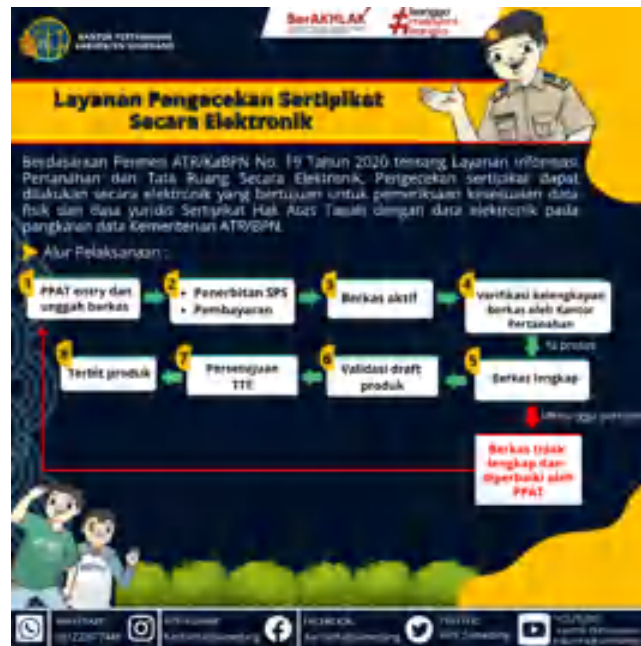 KANTOR PERTANAHAN
KABUPATEN
BerAKHLAK
#bangga
melayani
bangsa
Layanan Pengecekan Sertipikat
Secara Elektronik
Berdasarkan Permen ATR/KaBPN No. 19 Tahun 2020 tentang Layanan Informasi
Pertanahan dan Tata Ruang Secara Elektronik, Pengecekan sertipikat dapat
dilakukan secara elektronik yang bertujuan untuk pemeriksaan kesesuaian data
fisik dan data yuridis Sertipikat Hak Atas Tanah dengan data elektronik pada
pangkalan data Kementerian ATR/BPN.
Alur Pelaksanaan :
1
PPAT entry dan
unggah berkas
2
• Penerbitan SPS
• Pembayaran
3
Berkas aktif
4
Verifikasi kelengkapan
berkas oleh Kantor
Pertanahan
8
Terbit produk
7
Persetujuan
TTE
6
Validasi draft
produk
5
Berkas lengkap
Berkas tidak
lengkap dan
diperbaiki oleh
PPAT
WHATSAPP
INSTAGRAM
FACEBOOK
TWITTER
YOUTUBE